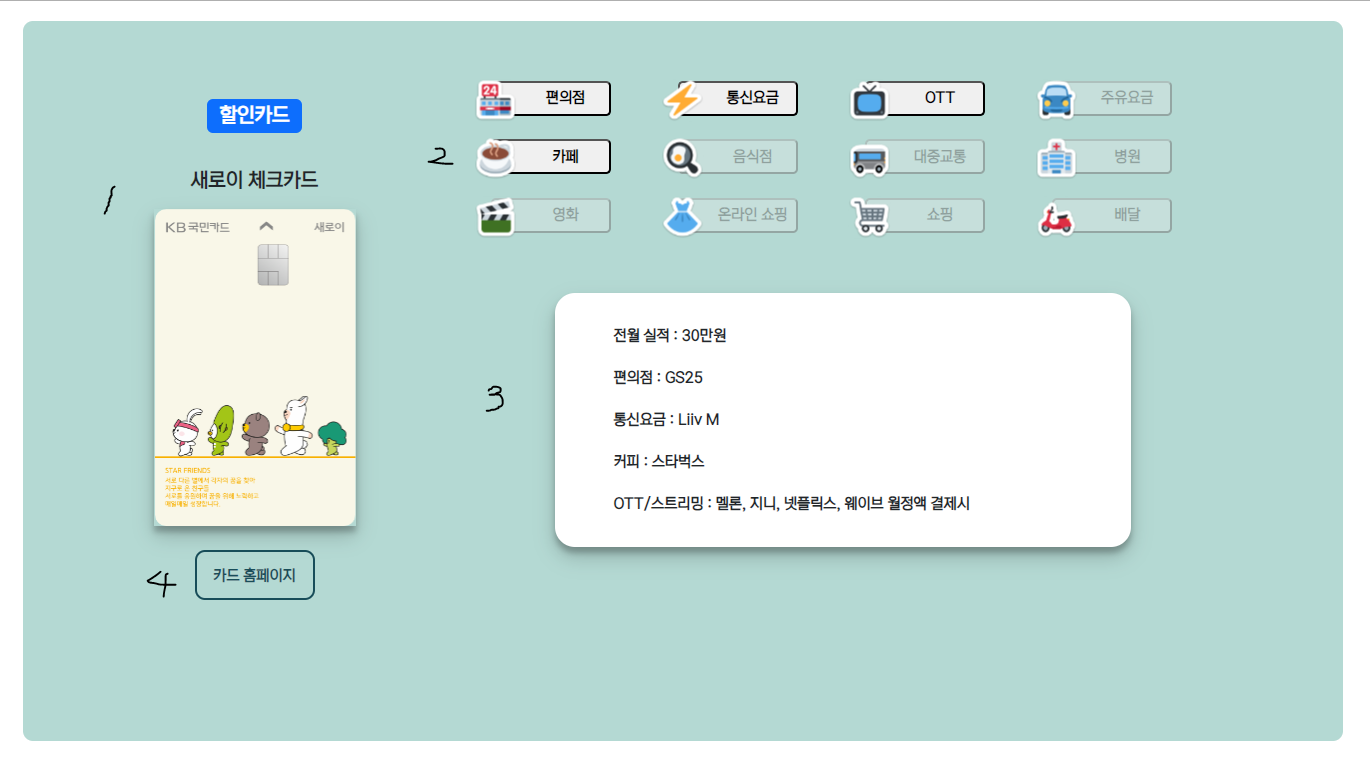 할인카드
새로이 체크카드
1
KB국민카드 새로이
STAR FRIENDS
4
카드 홈페이지
2
24
편의점 통신요금 OTT 주유요금
카페 음식점 대중교통 병원
영화 온라인 쇼핑 쇼핑 배달
3
전월 실적 : 30만원
편의점 : GS25
통신요금 : Liiv M
커피 : 스타벅스
OTT/스트리밍 : 멜론, 지니, 넷플릭스, 웨이브 월정액 결제시